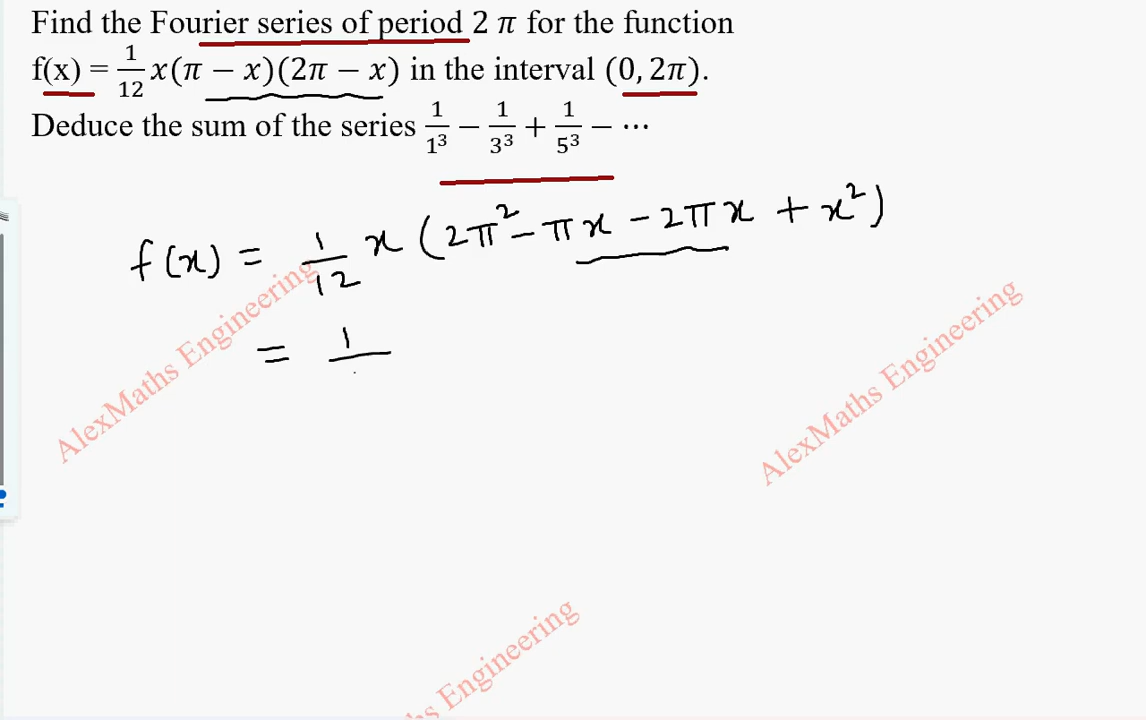 Find the Fourier series of period 2 π for the function
f(x) = 1/12 x(π − x)(2π − x) in the interval (0, 2π).
Deduce the sum of the series 1/1³ − 1/3³ + 1/5³ − ⋯
f(x) = 1/12 x (2π² − πx − 2πx + x²)
= 1
AlexMaths Engineering
AlexMaths Engineering
AlexMaths Engineering